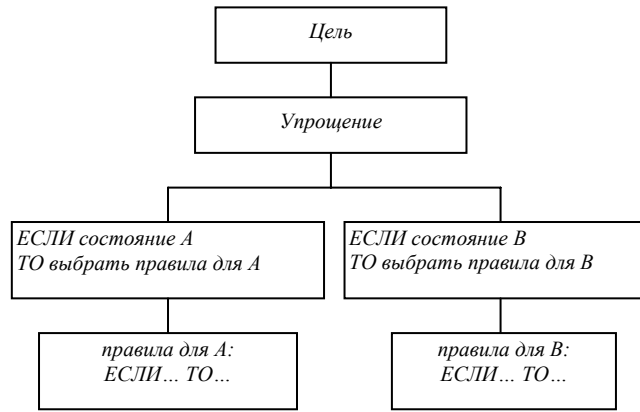 Цель
Упрощение
ЕСЛИ состояние А
ТО выбрать правила для А
ЕСЛИ состояние В
ТО выбрать правила для В
правила для А:
ЕСЛИ… ТО…
правила для В:
ЕСЛИ… ТО…